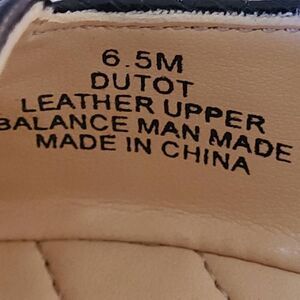 6.5M
DUTOT
LEATHER UPPER
BALANCE MAN MADE
MADE IN CHINA